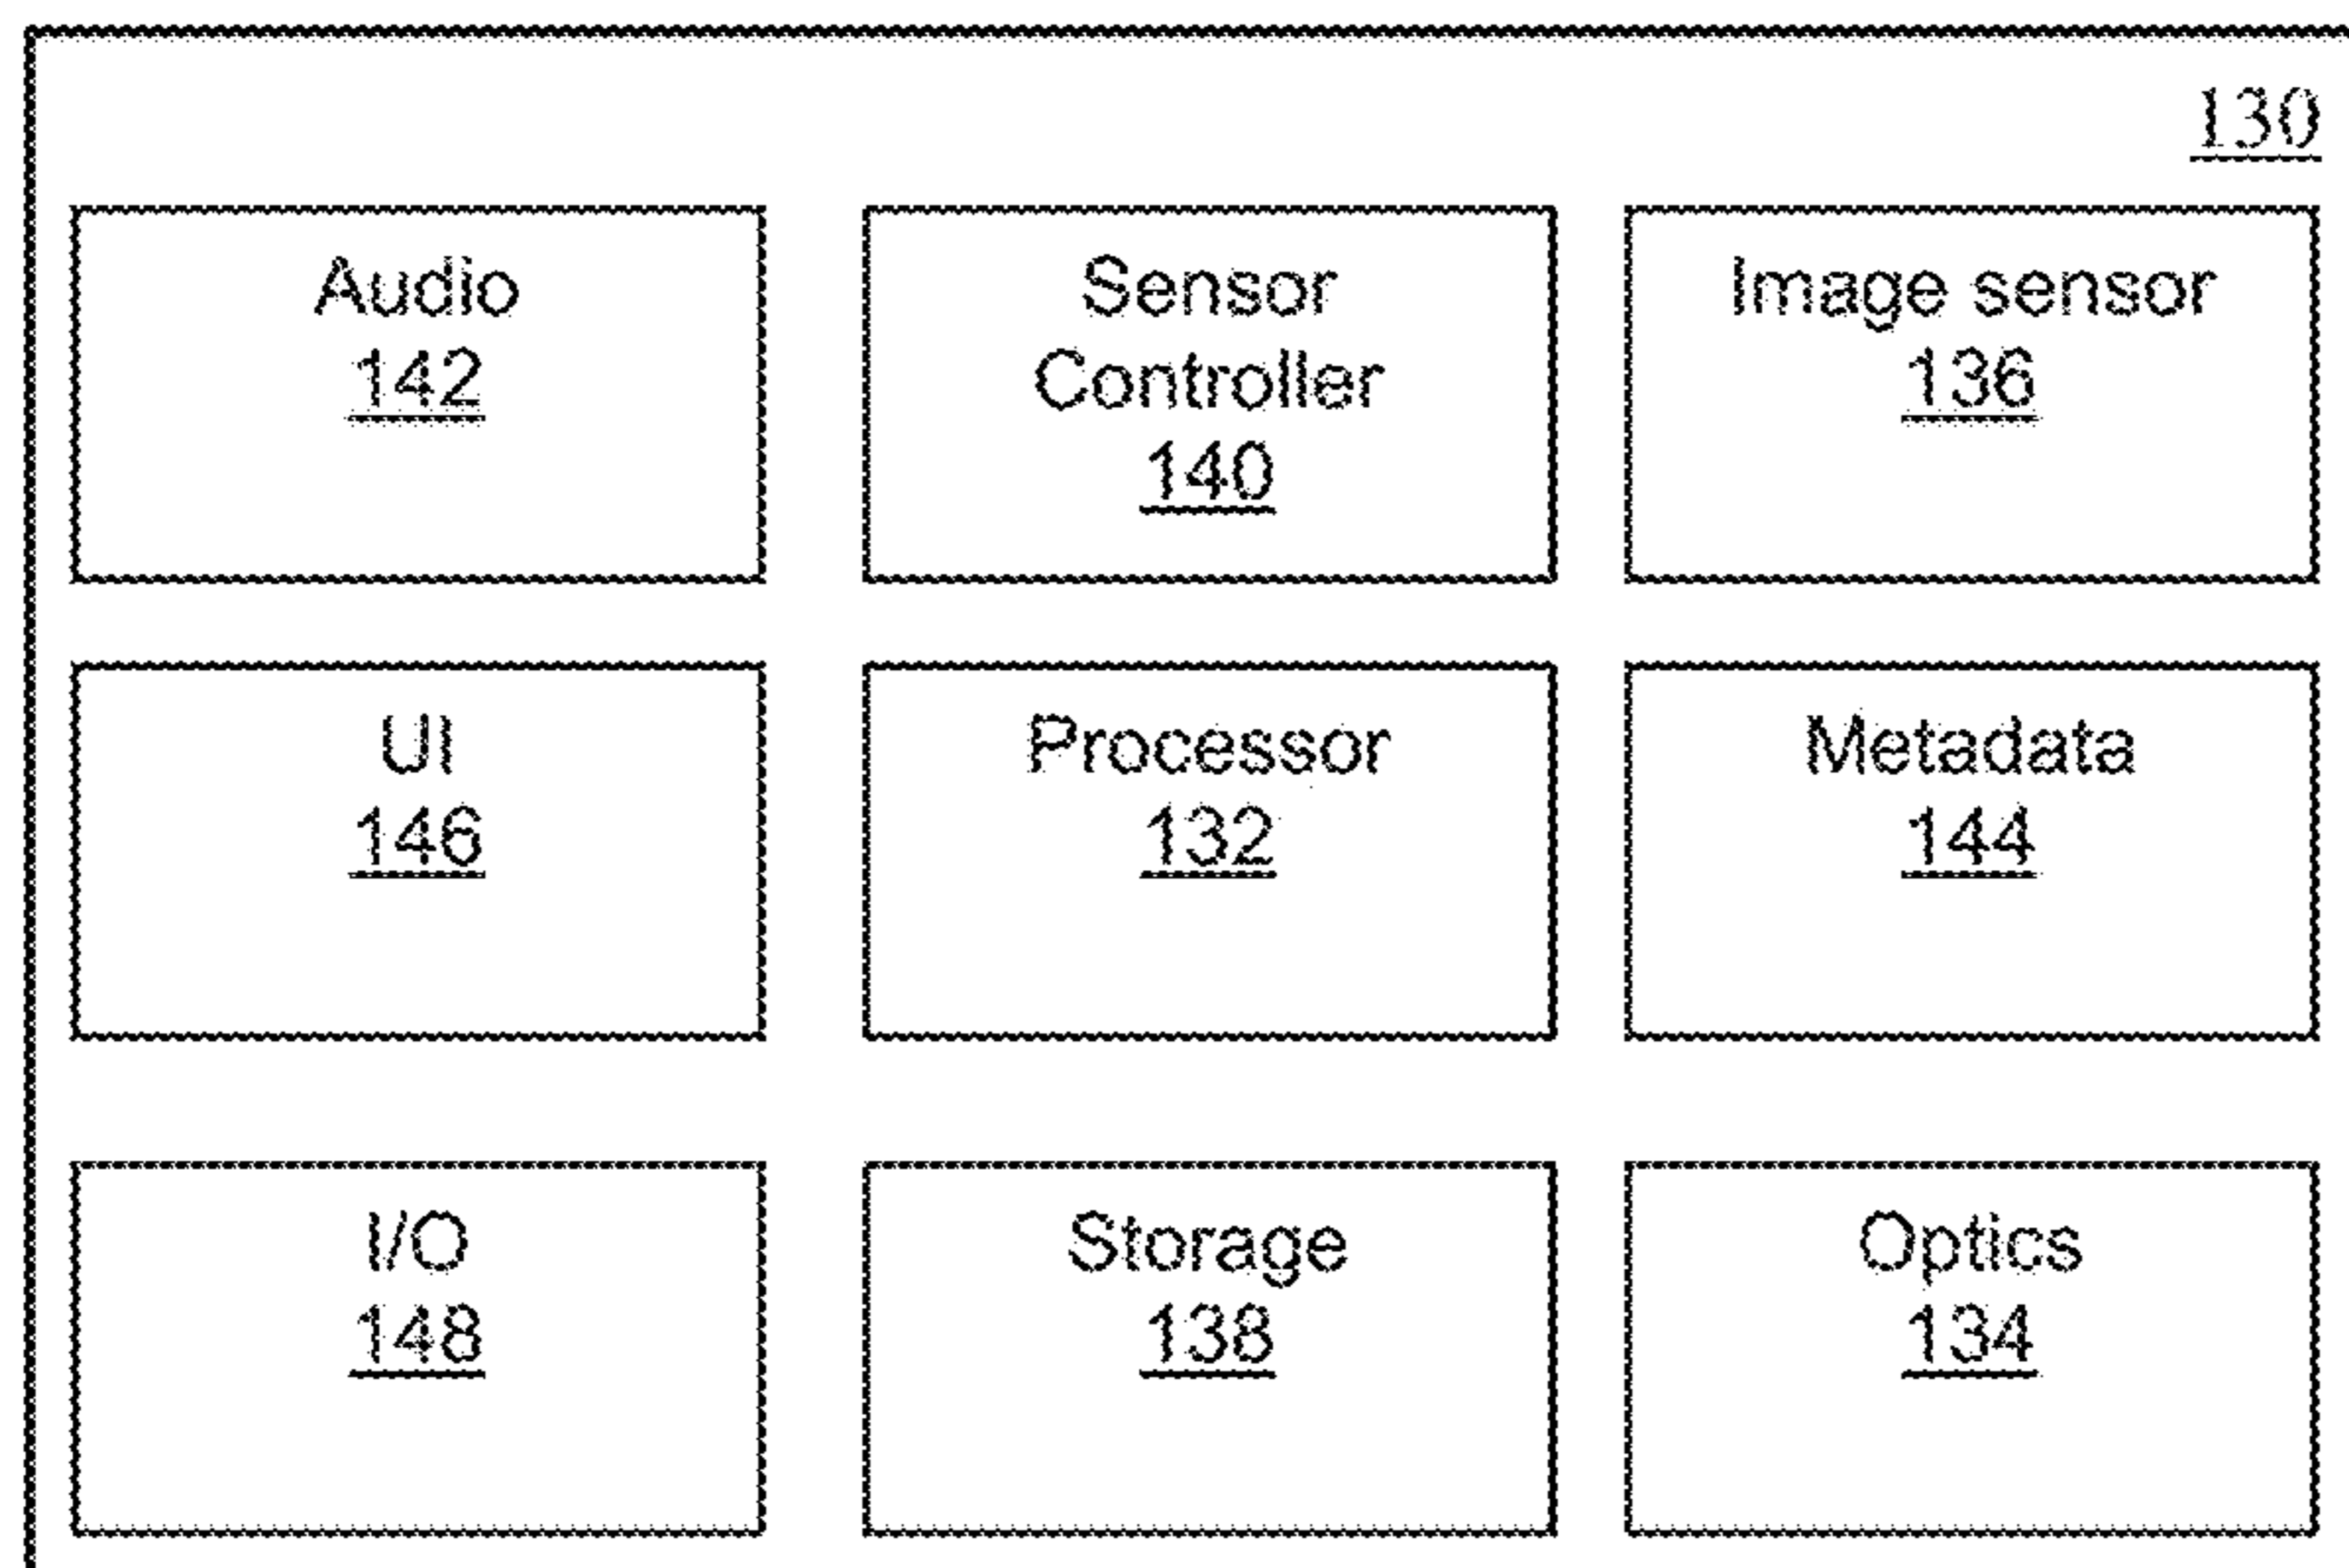 130
Audio
142
Sensor
Controller
140
Image sensor
136
UI
146
Processor
132
Metadata
144
I/O
148
Storage
138
Optics
134